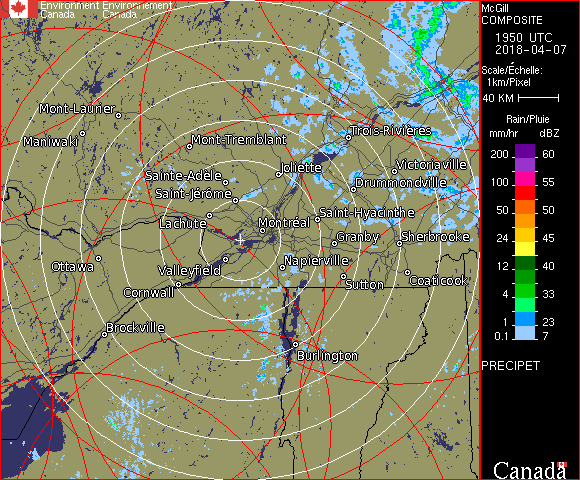 Environment Environnement
Canada Canada
McGill
COMPOSITE
1950 UTC
2018-04-07
Scale/Échelle:
1km/Pixel
40 KM
Rain/Pluie
mm/hr dBZ
200 60
100 55
50 50
24 45
12 40
4 33
1 23
0.1 7
PRECIPET
Canada
Mont-Laurier
Maniwaki
Mont-Tremblant
Trois-Rivières
Joliette
Victoriaville
Sainte-Adèle
Drummondville
Saint-Jérôme
Saint-Hyacinthe
Lachute
Montréal
Granby
Sherbrooke
Ottawa
Valleyfield
Napierville
Cornwall
Sutton
Coaticook
Brockville
Burlington